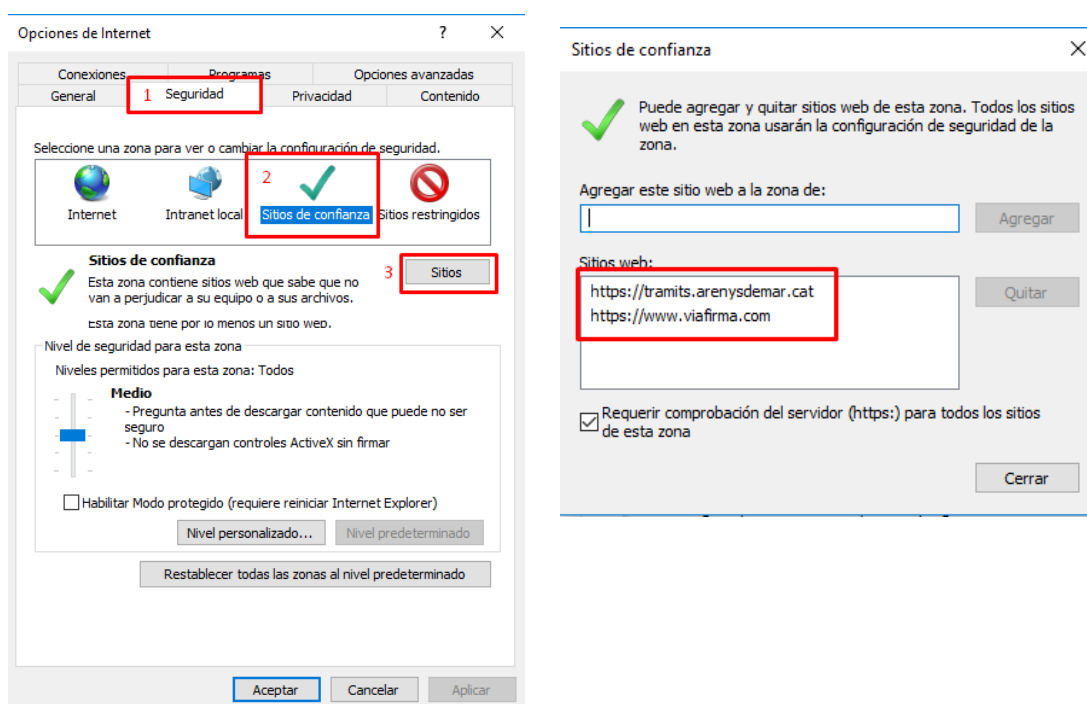 Opciones de Internet
?
Conexiones
Programas
Opciones avanzadas
General
1
Seguridad
Privacidad
Contenido
Seleccione una zona para ver o cambiar la configuración de seguridad.
2
Internet
Intranet local
Sitios de confianza
Sitios restringidos
Sitios de confianza
3
Sitios
Esta zona contiene sitios web que sabe que no
van a perjudicar a su equipo o a sus archivos.
Esta zona tiene por lo menos un sitio web.
Nivel de seguridad para esta zona
Niveles permitidos para esta zona: Todos
Medio
- Pregunta antes de descargar contenido que puede no ser
seguro
- No se descargan controles ActiveX sin firmar
Habilitar Modo protegido (requiere reiniciar Internet Explorer)
Nivel personalizado...
Nivel predeterminado
Restablecer todas las zonas al nivel predeterminado
Aceptar
Cancelar
Aplicar
Sitios de confianza
Puede agregar y quitar sitios web de esta zona. Todos los sitios
web en esta zona usarán la configuración de seguridad de la
zona.
Agregar este sitio web a la zona de:
Agregar
Sitios web:
https://tramits.arenysdemar.cat
https://www.viafirma.com
Quitar
Requerir comprobación del servidor (https:) para todos los sitios
de esta zona
Cerrar